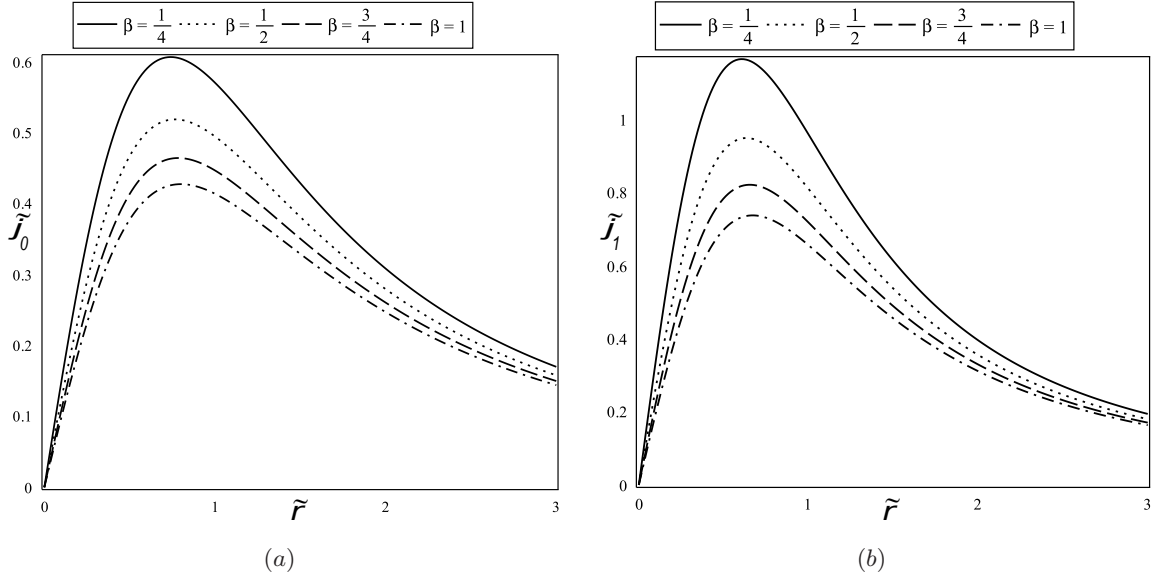 β = 1/4 β = 1/2 β = 3/4 β = 1
0.6
0.5
0.4
j̃₀
0.3
0.2
0.1
0
0 1 2 3
r̃
(a)
β = 1/4 β = 1/2 β = 3/4 β = 1
1
0.8
j̃₁
0.6
0.4
0.2
0
0 1 2 3
r̃
(b)